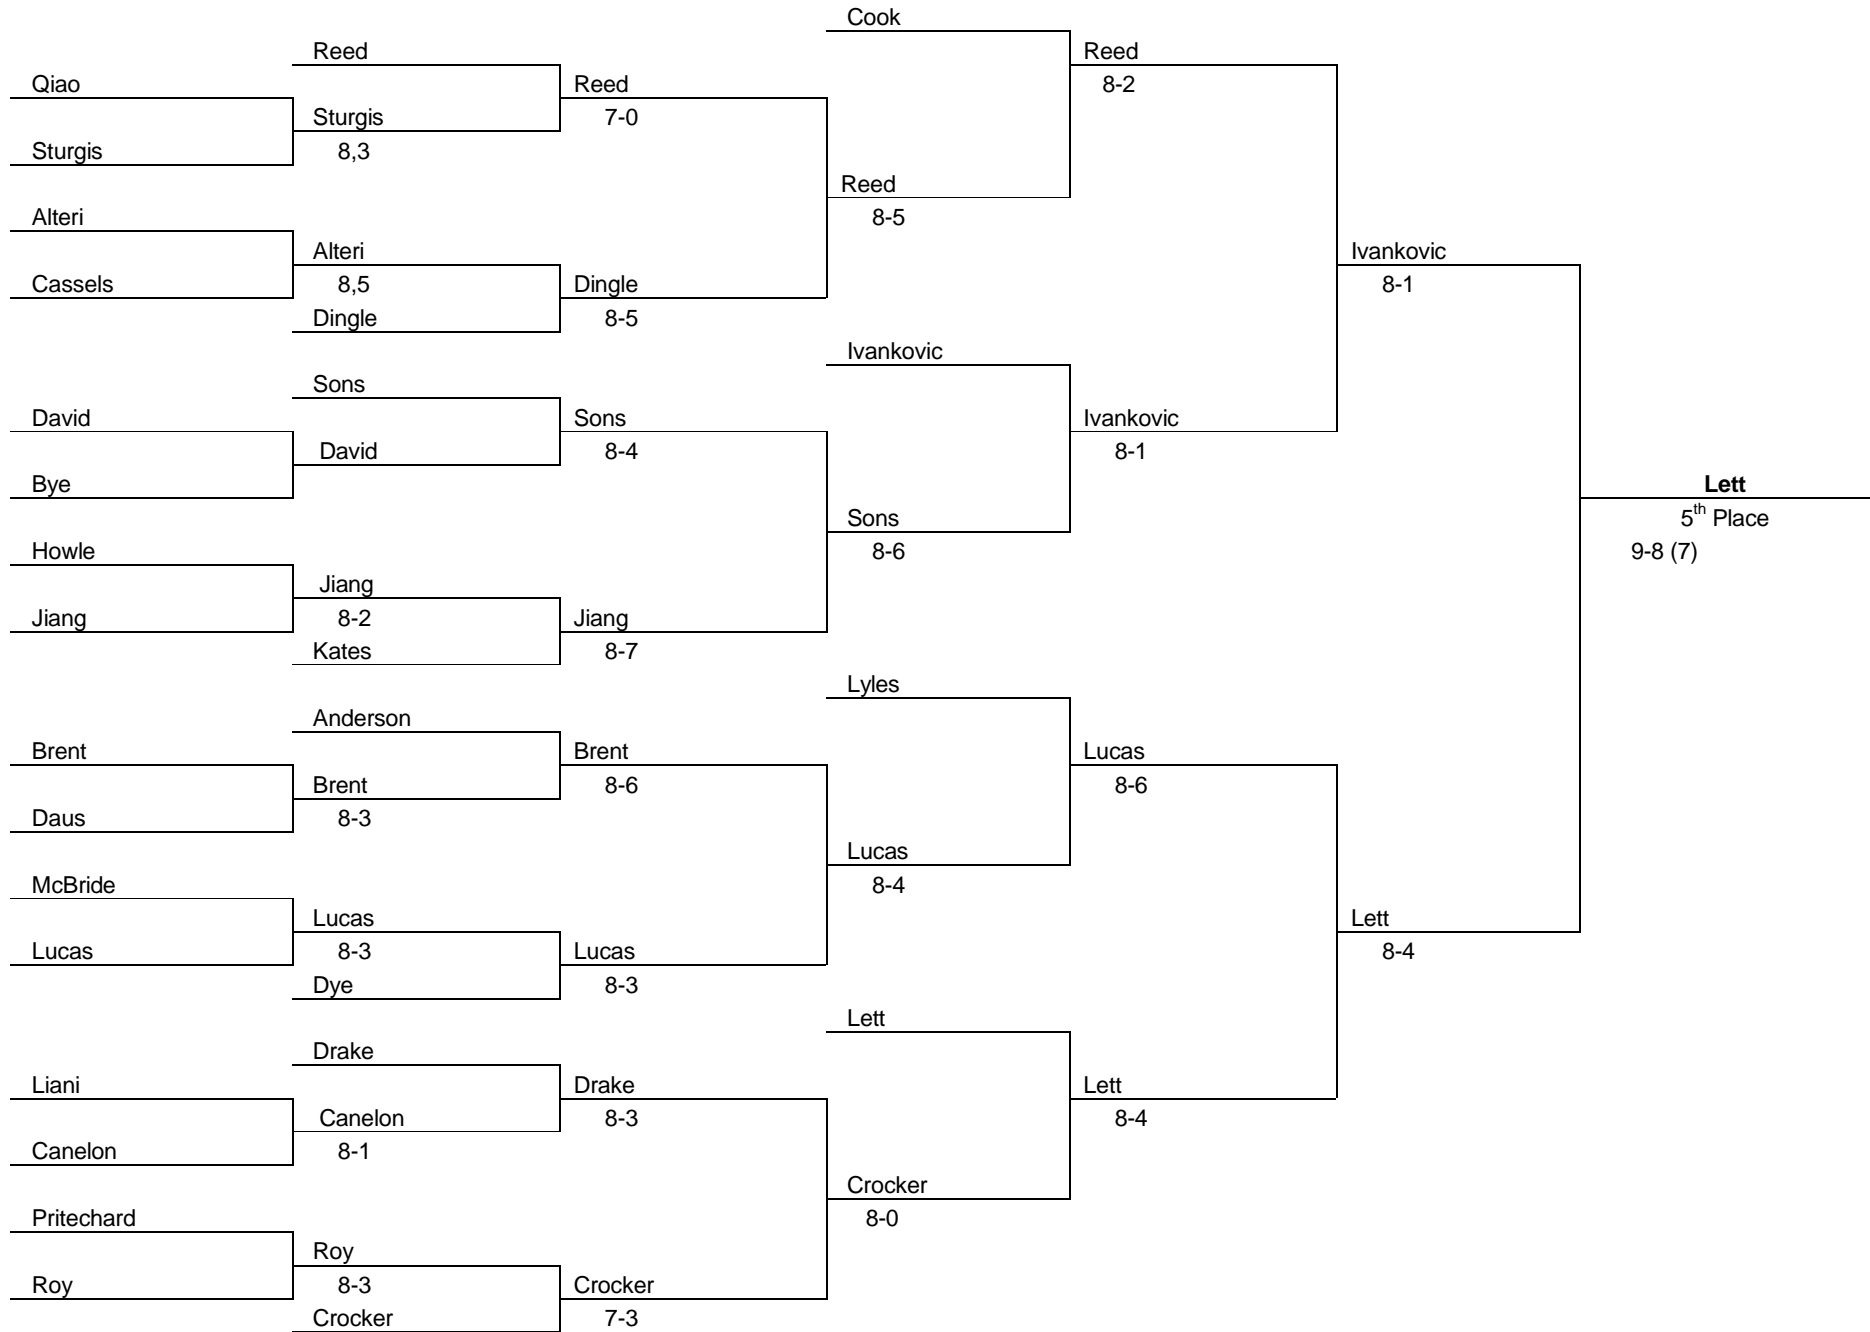 Cook
Reed Reed
Qiao Reed 8-2
Sturgis 7-0
Sturgis 8,3
Reed
Alteri 8-5
Alteri Ivankovic
Cassels 8,5 Dingle 8-1
Dingle 8-5
Ivankovic
Sons
David Sons Ivankovic
David 8-4 8-1
Bye Lett
Sons 5th Place
Howle 8-6 9-8 (7)
Jiang
Jiang 8-2 Jiang
Kates 8-7
Lyles
Anderson
Brent Brent Lucas
Brent 8-6 8-6
Daus 8-3
Lucas
McBride 8-4
Lucas Lett
Lucas 8-3 Lucas 8-4
Dye 8-3
Lett
Drake
Liani Drake Lett
Canelon 8-3 8-4
Canelon 8-1
Crocker
Pritechard 8-0
Roy
Roy 8-3 Crocker
Crocker 7-3